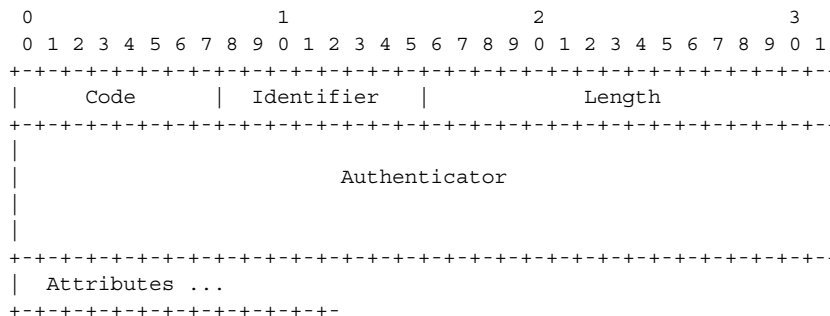 0                   1                   2                   3
 0 1 2 3 4 5 6 7 8 9 0 1 2 3 4 5 6 7 8 9 0 1 2 3 4 5 6 7 8 9 0 1
+-+-+-+-+-+-+-+-+-+-+-+-+-+-+-+-+-+-+-+-+-+-+-+-+-+-+-+-+-+-+-+-
|     Code      |  Identifier   |            Length
+-+-+-+-+-+-+-+-+-+-+-+-+-+-+-+-+-+-+-+-+-+-+-+-+-+-+-+-+-+-+-+-
|
|                         Authenticator
|
|
+-+-+-+-+-+-+-+-+-+-+-+-+-+-+-+-+-+-+-+-+-+-+-+-+-+-+-+-+-+-+-+-
|  Attributes ...
+-+-+-+-+-+-+-+-+-+-+-+-+-